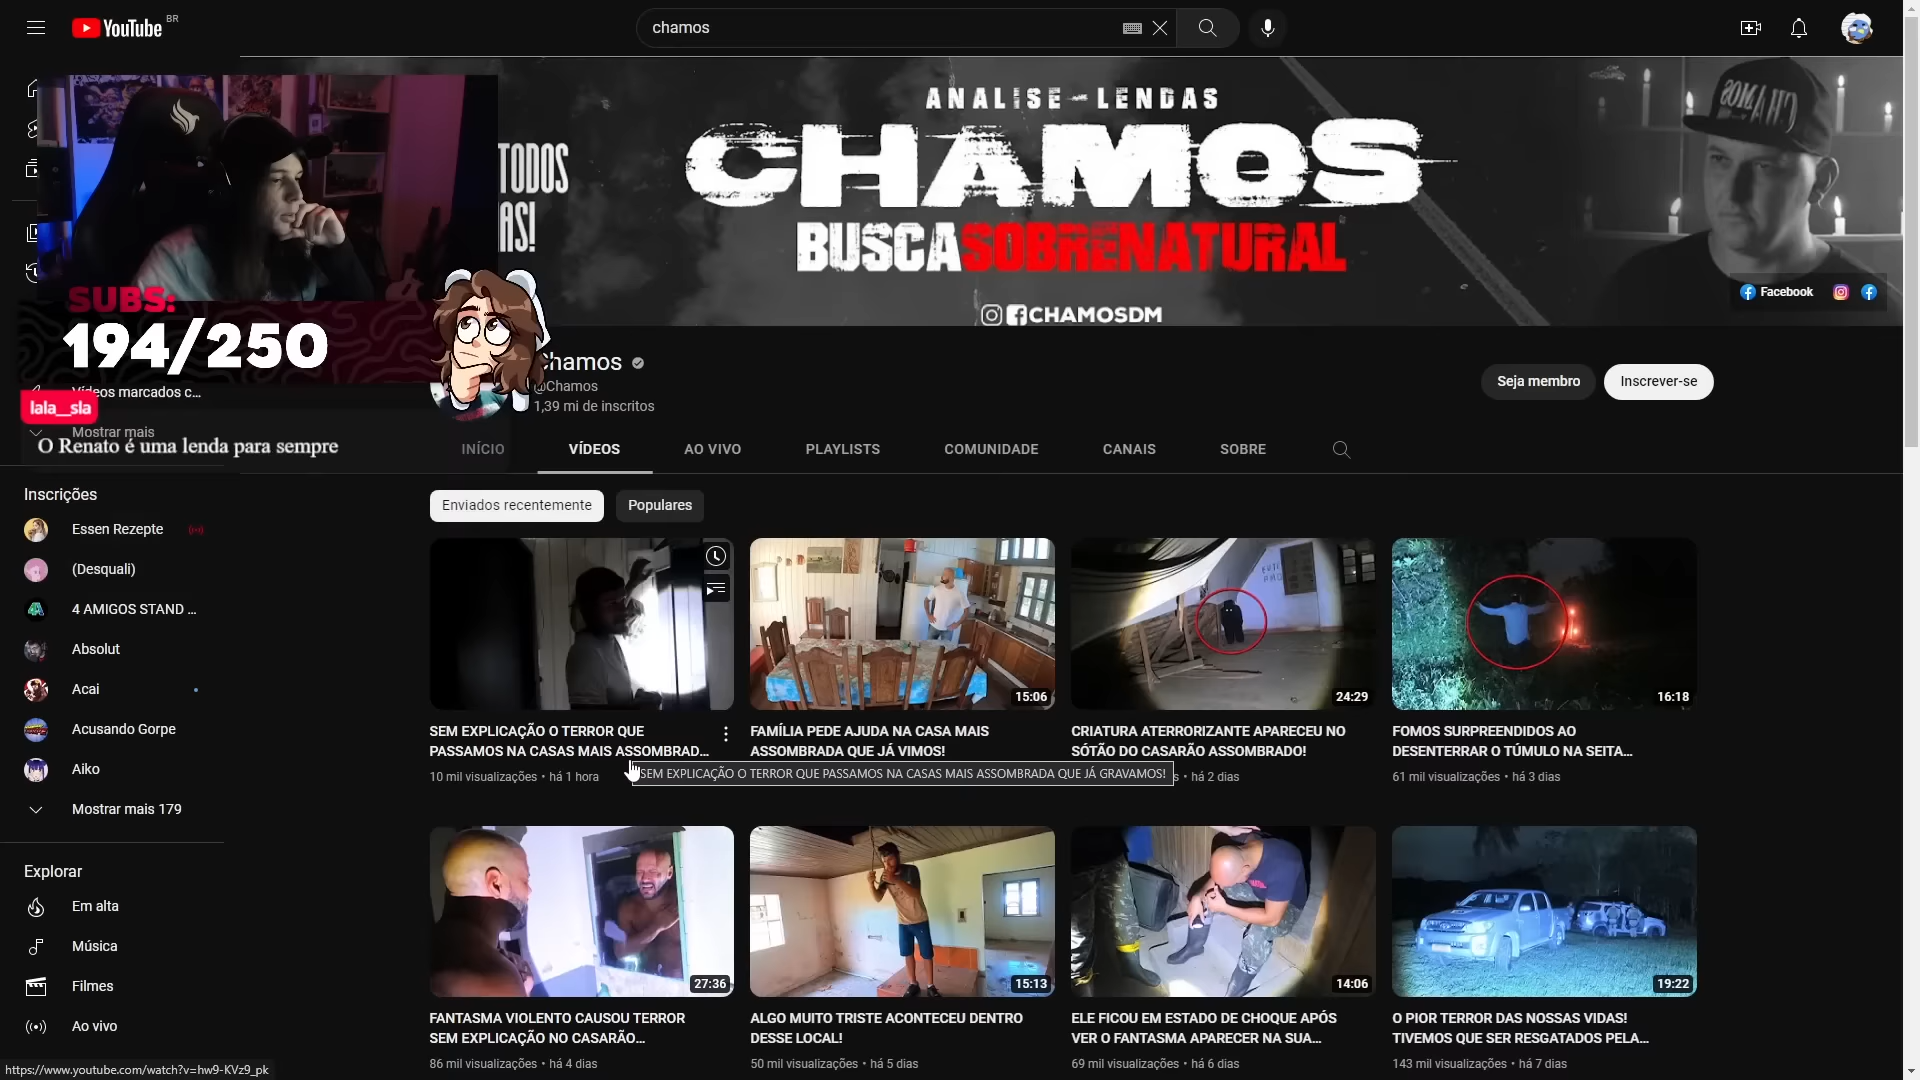 YouTube BR
chamos
ANALISE-LENDAS
TODOS
AS!
CHAMOS
BUSCASOBRENATURAL
CHAMOSDM
CHAMOS
Facebook
SUBS:
194/250
Vídeos marcados c...
lala__sla
Mostrar mais
O Renato é uma lenda para sempre
Chamos
@Chamos
1,39 mi de inscritos
Seja membro
Inscrever-se
INÍCIO
VÍDEOS
AO VIVO
PLAYLISTS
COMUNIDADE
CANAIS
SOBRE
Inscrições
Essen Rezepte
(Desquali)
4 AMIGOS STAND ...
Absolut
Acai
Acusando Gorpe
Aiko
Mostrar mais 179
Explorar
Em alta
Música
Filmes
Ao vivo
Enviados recentemente
Populares
SEM EXPLICAÇÃO O TERROR QUE
PASSAMOS NA CASAS MAIS ASSOMBRAD...
10 mil visualizações • há 1 hora
15:06
FAMÍLIA PEDE AJUDA NA CASA MAIS
ASSOMBRADA QUE JÁ VIMOS!
SEM EXPLICAÇÃO O TERROR QUE PASSAMOS NA CASAS MAIS ASSOMBRADA QUE JÁ GRAVAMOS!
24:29
CRIATURA ATERRORIZANTE APARECEU NO
SÓTÃO DO CASARÃO ASSOMBRADO!
s • há 2 dias
16:18
FOMOS SURPREENDIDOS AO
DESENTERRAR O TÚMULO NA SEITA...
61 mil visualizações • há 3 dias
27:36
FANTASMA VIOLENTO CAUSOU TERROR
SEM EXPLICAÇÃO NO CASARÃO...
86 mil visualizações • há 4 dias
15:13
ALGO MUITO TRISTE ACONTECEU DENTRO
DESSE LOCAL!
50 mil visualizações • há 5 dias
14:06
ELE FICOU EM ESTADO DE CHOQUE APÓS
VER O FANTASMA APARECER NA SUA...
69 mil visualizações • há 6 dias
19:22
O PIOR TERROR DAS NOSSAS VIDAS!
TIVEMOS QUE SER RESGATADOS PELA...
143 mil visualizações • há 7 dias
https://www.youtube.com/watch?v=hw9-KVz9_pk